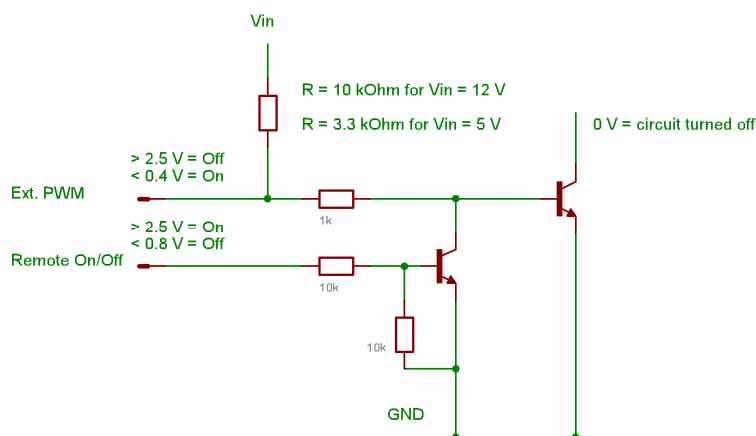 Vin
R = 10 kOhm for Vin = 12 V
R = 3.3 kOhm for Vin = 5 V
0 V = circuit turned off
> 2.5 V = Off
< 0.4 V = On
Ext. PWM
1k
> 2.5 V = On
< 0.8 V = Off
Remote On/Off
10k
10k
GND